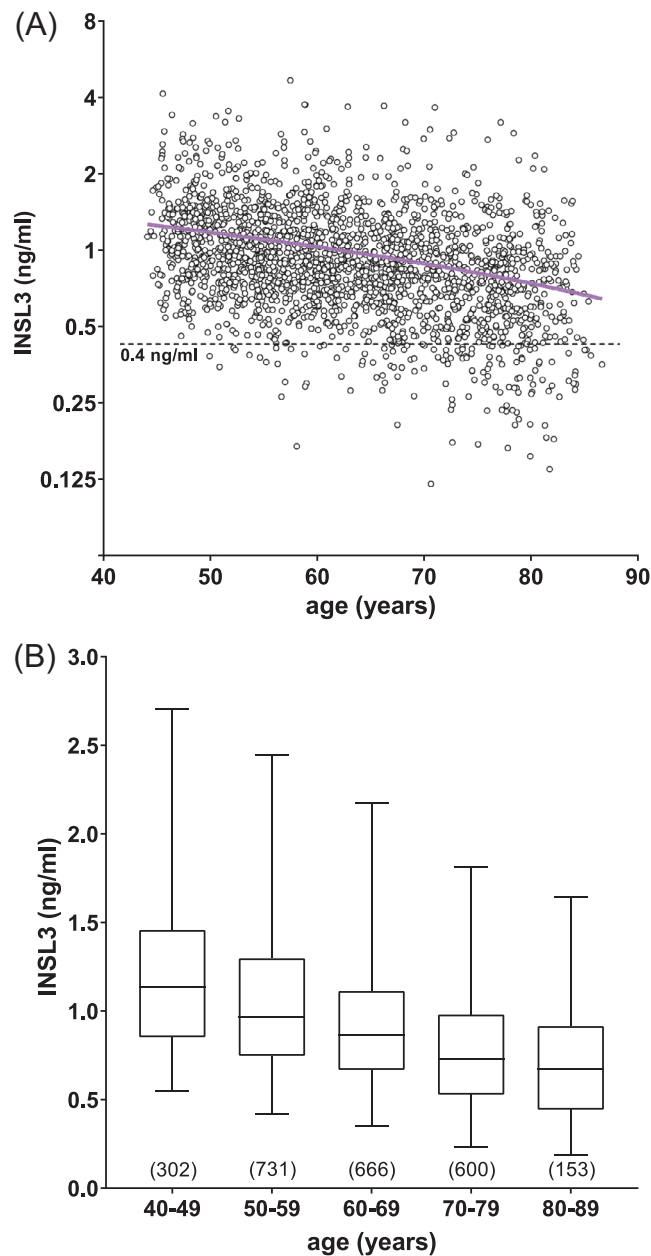 (A)
8
4
2
1
0.5
0.25
0.125
INSL3 (ng/ml)
0.4 ng/ml
40 50 60 70 80 90
age (years)
(B)
3.0
2.5
2.0
1.5
1.0
0.5
0.0
INSL3 (ng/ml)
(302) (731) (666) (600) (153)
40-49 50-59 60-69 70-79 80-89
age (years)